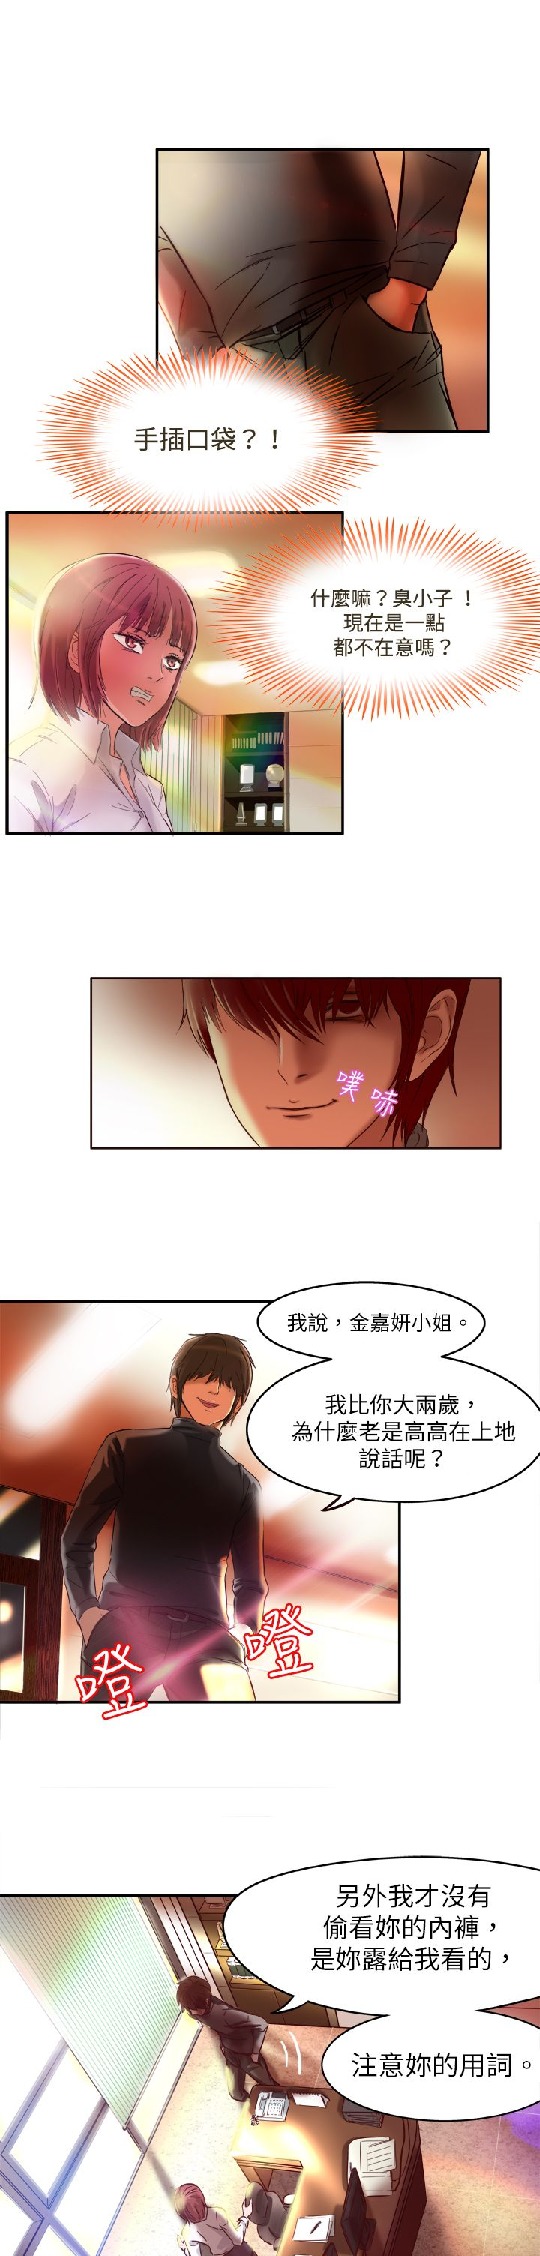 手插口袋？！
什麼嘛？臭小子 ！
現在是一點
都不在意嗎？
噗哧
我說，金嘉妍小姐。
我比你大兩歲，
為什麼老是高高在上地
說話呢？
噔
噔
另外我才沒有
偷看妳的內褲，
是妳露給我看的，
注意妳的用詞。